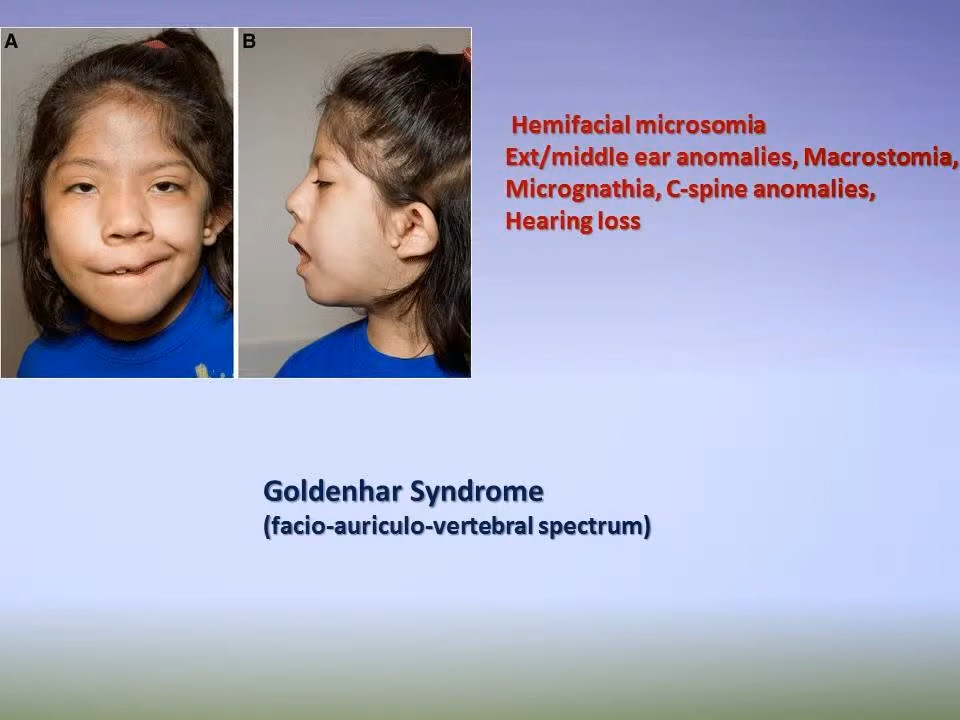 A
B
Hemifacial microsomia
Ext/middle ear anomalies, Macrostomia,
Micrognathia, C-spine anomalies,
Hearing loss
Goldenhar Syndrome
(facio-auriculo-vertebral spectrum)